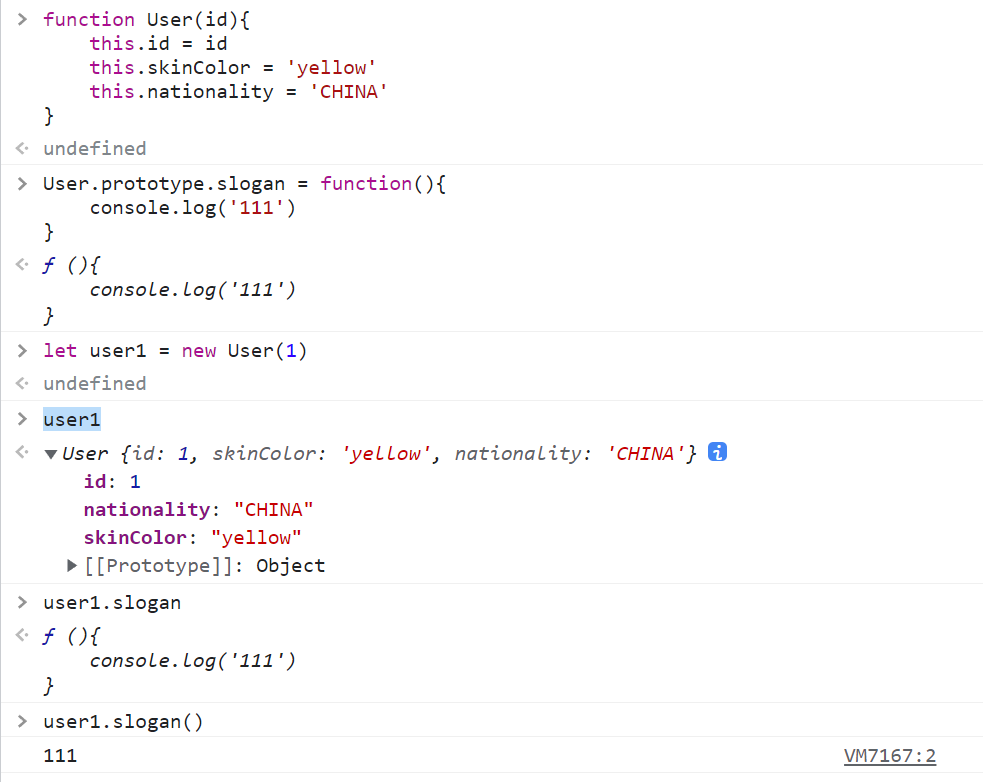 function User(id){
this.id = id
this.skinColor = 'yellow'
this.nationality = 'CHINA'
}
undefined
User.prototype.slogan = function(){
console.log('111')
}
ƒ (){
console.log('111')
}
let user1 = new User(1)
undefined
user1
User {id: 1, skinColor: 'yellow', nationality: 'CHINA'}
id: 1
nationality: "CHINA"
skinColor: "yellow"
[[Prototype]]: Object
user1.slogan
ƒ (){
console.log('111')
}
user1.slogan()
111 VM7167:2